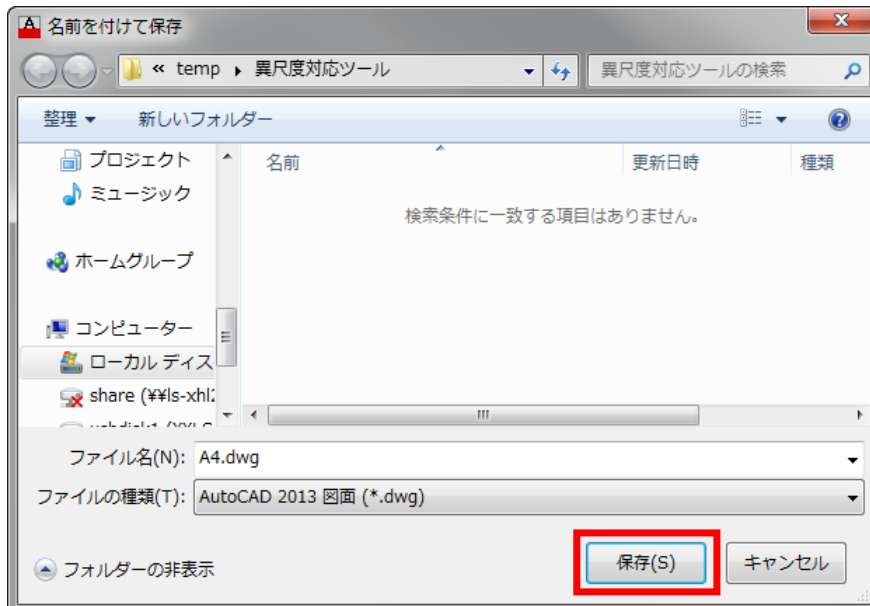 名前を付けて保存
« temp ▸ 異尺度対応ツール
異尺度対応ツールの検索
整理 ▼ 新しいフォルダー
プロジェクト
ミュージック
ホームグループ
コンピューター
ローカル ディス
share (¥¥ls-xhl
名前 更新日時 種類
検索条件に一致する項目はありません。
ファイル名(N): A4.dwg
ファイルの種類(T): AutoCAD 2013 図面 (*.dwg)
フォルダーの非表示
保存(S) キャンセル